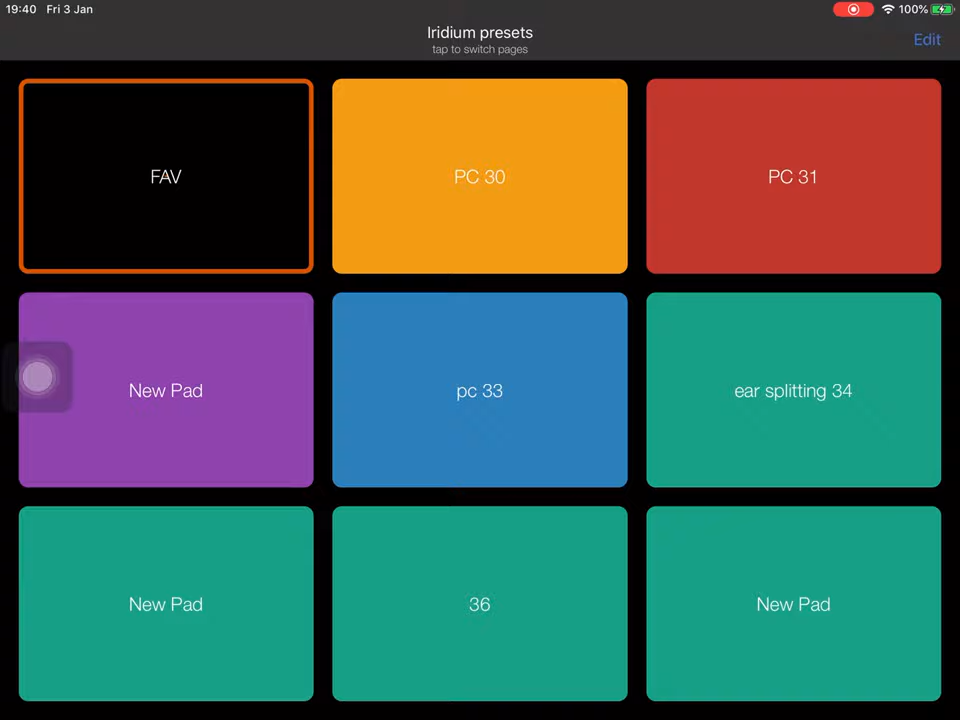 19:40 Fri 3 Jan 100%
Iridium presets
tap to switch pages
Edit
FAV
PC 30
PC 31
New Pad
pc 33
ear splitting 34
New Pad
36
New Pad